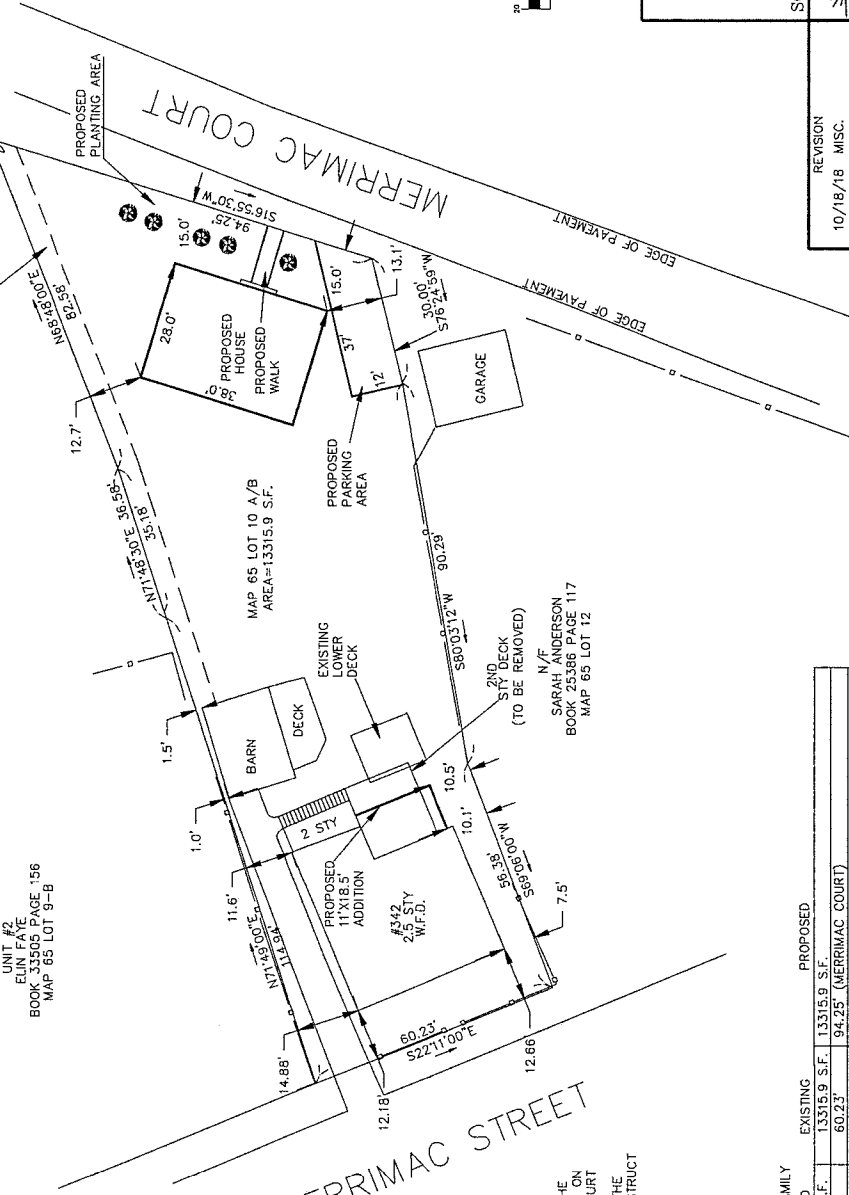 20
S
REVISION
10/18/18 MISC.
PROPOSED
PLANTING AREA
MERRIMAC COURT
S16°55'30"W
94.25'
15.0'
N68°48'00"E
82.58'
28.0'
PROPOSED
HOUSE
PROPOSED
WALK
38.0'
15.0'
13.1'
37'
12'
30.00'
S76°24'59"W
EDGE OF PAVEMENT
EDGE OF PAVEMENT
GARAGE
12.7'
PROPOSED
PARKING
AREA
N71°48'30"E 36.58'
35.18'
MAP 65 LOT 10 A/B
AREA=13315.9 S.F.
90.29'
S80°03'12"W
EXISTING
LOWER
DECK
2ND
STY DECK
(TO BE REMOVED)
N/F
SARAH ANDERSON
BOOK 25386 PAGE 117
MAP 65 LOT 12
1.5'
BARN
DECK
1.0'
2 STY
10.5'
10.1'
11.6'
PROPOSED
11'X18.5'
ADDITION
#342
2.5 STY
W.F.D.
56.38'
S69°06'00"W
7.5'
UNIT #2
ELIN FAYE
BOOK 33505 PAGE 156
MAP 65 LOT 9-B
N71°49'00"E
114.94
14.88'
60.23'
S22°11'00"E
12.66'
12.18'
ERRIMAC STREET
HE
ON
URT
THE
TRUCT
MILY
D
EXISTING
PROPOSED
.F.
13315.9 S.F.
13315.9 S.F.
60.23'
94.25' (MERRIMAC COURT)